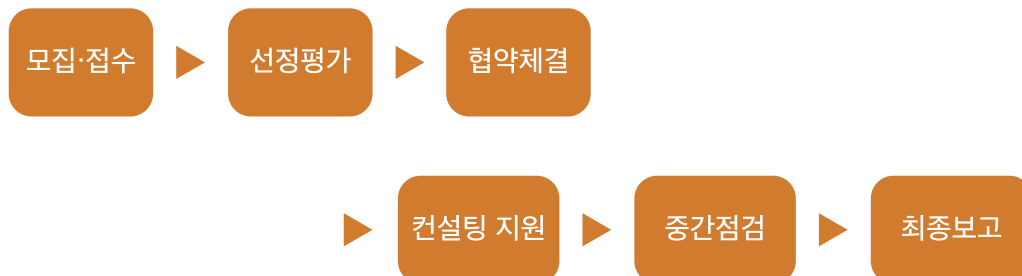 모집·접수
선정평가
협약체결
컨설팅 지원
중간점검
최종보고